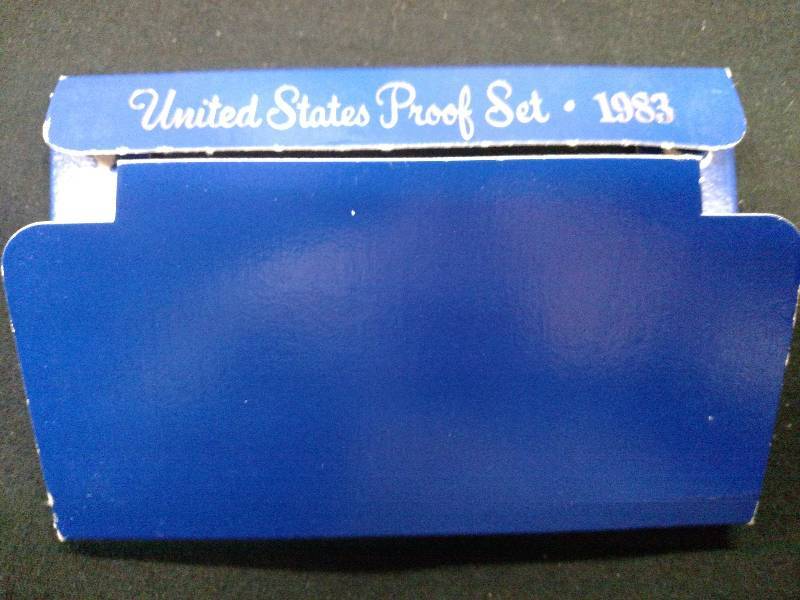 United States Proof Set • 1983